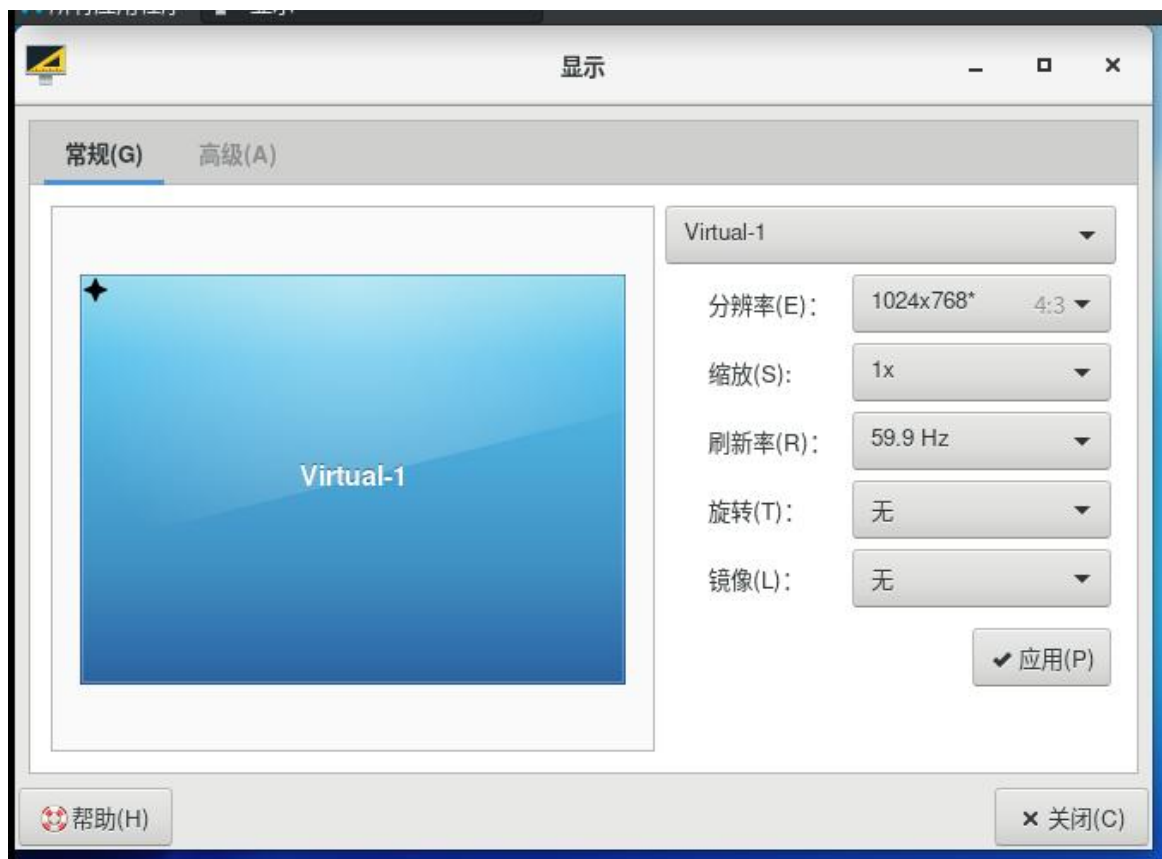 显示
常规(G) 高级(A)
Virtual-1
Virtual-1
分辨率(E): 1024x768* 4:3
缩放(S): 1x
刷新率(R): 59.9 Hz
旋转(T): 无
镜像(L): 无
应用(P)
帮助(H) 关闭(C)